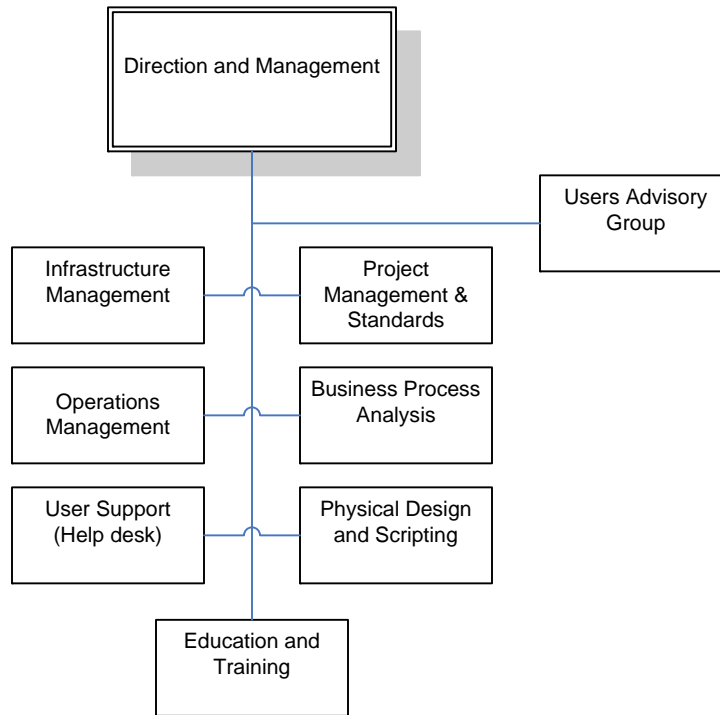 Direction and Management
Users Advisory
Group
Infrastructure
Management
Project
Management &
Standards
Operations
Management
Business Process
Analysis
User Support
(Help desk)
Physical Design
and Scripting
Education and
Training